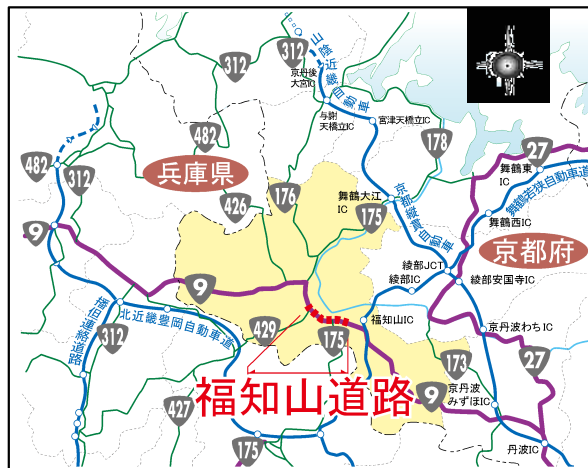 312
312
山陰近畿自動車
京丹後
大宮IC
与謝
天橋立IC
宮津天橋立IC
482
178
482
312
兵庫県
176
426
舞鶴大江
IC
175
京都縦貫自動車
27
舞鶴東
IC
舞鶴若狭自動車道
舞鶴西IC
京都府
9
9
綾部JCT
綾部IC
綾部安国寺IC
播但連絡道路
北近畿豊岡自動車道
312
429
175
福知山IC
京丹波わちIC
173
27
福知山道路
427
9
京丹波
みずほIC
175
丹波IC